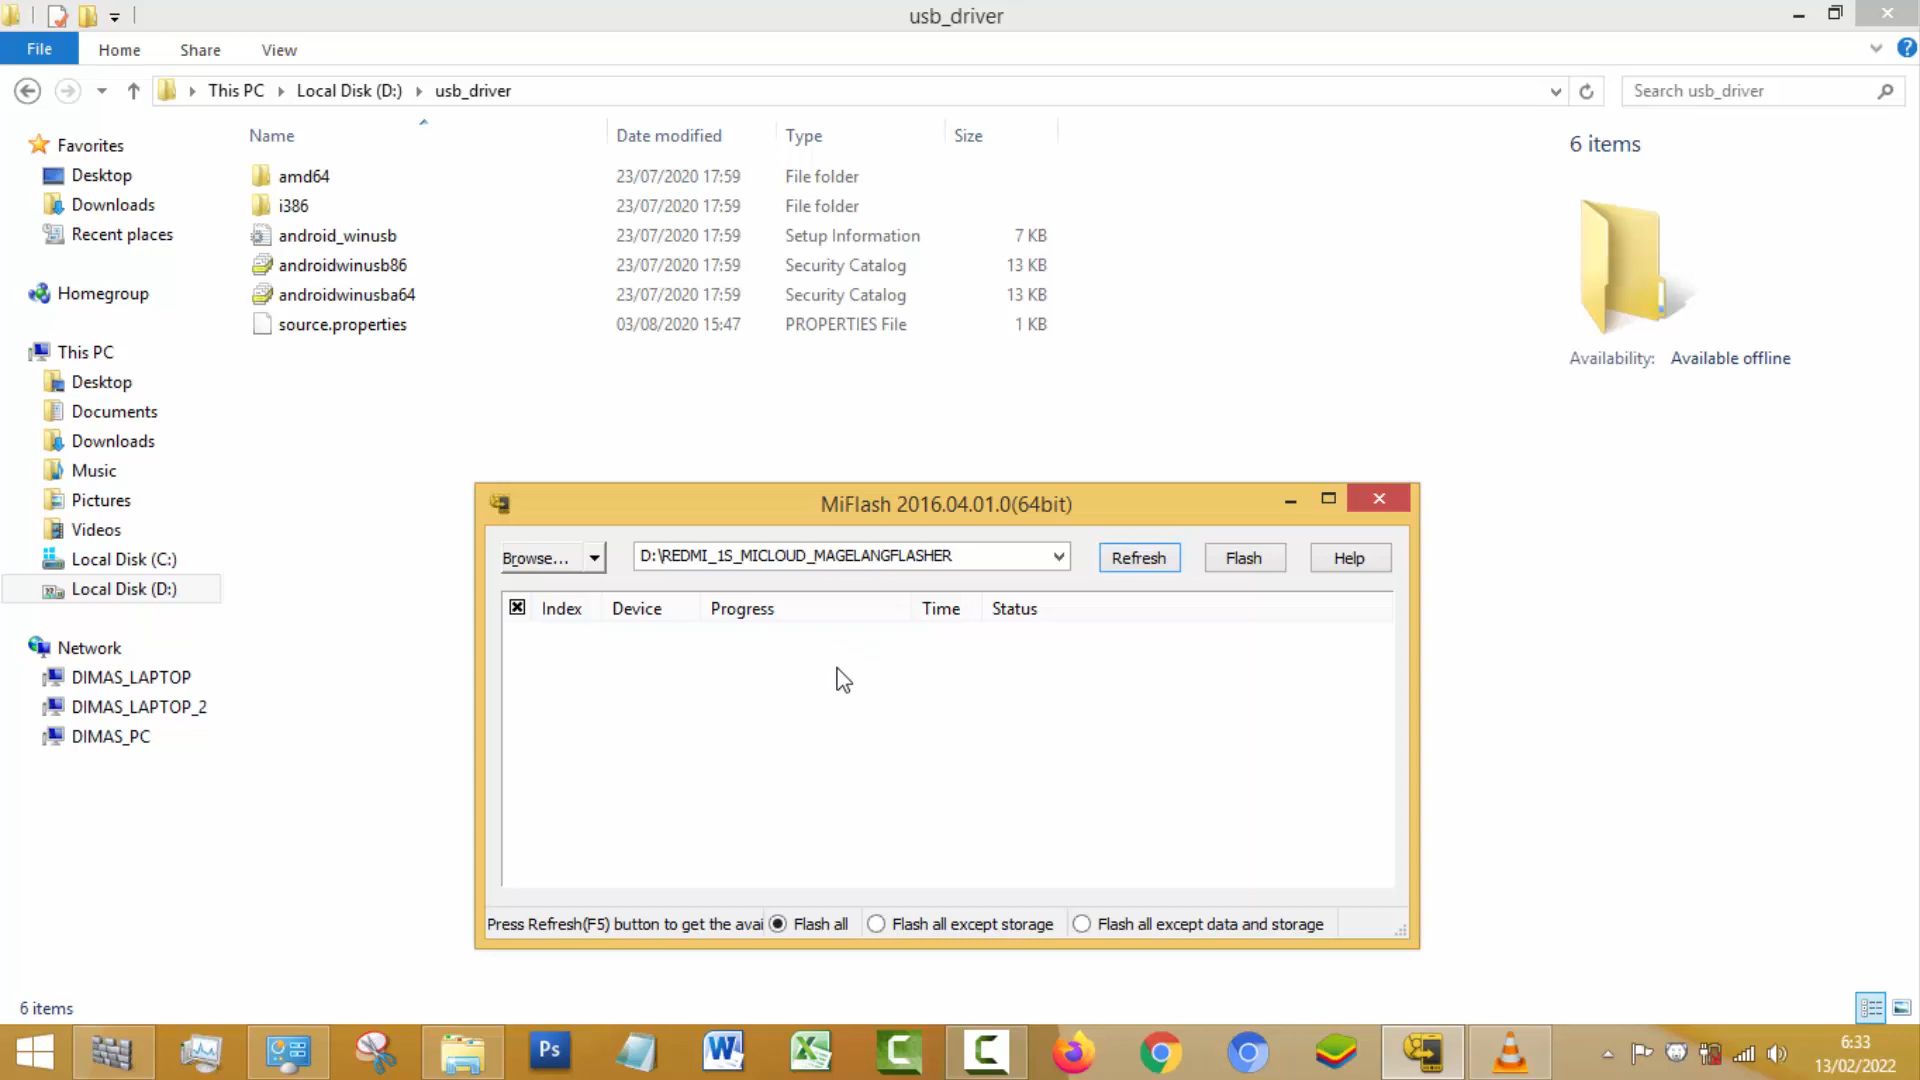 usb_driver
File Home Share View
This PC Local Disk (D:) usb_driver
Search usb_driver
Name Date modified Type Size
amd64 23/07/2020 17:59 File folder
i386 23/07/2020 17:59 File folder
android_winusb 23/07/2020 17:59 Setup Information 7 KB
androidwinusb86 23/07/2020 17:59 Security Catalog 13 KB
androidwinusba64 23/07/2020 17:59 Security Catalog 13 KB
source.properties 03/08/2020 15:47 PROPERTIES File 1 KB
Favorites
Desktop
Downloads
Recent places
Homegroup
This PC
Desktop
Documents
Downloads
Music
Pictures
Videos
Local Disk (C:)
Local Disk (D:)
Network
DIMAS_LAPTOP
DIMAS_LAPTOP_2
DIMAS_PC
6 items
Availability: Available offline
MiFlash 2016.04.01.0(64bit)
Browse... D:\REDMI_1S_MICLOUD_MAGELANGFLASHER Refresh Flash Help
Index Device Progress Time Status
Press Refresh(F5) button to get the avai Flash all Flash all except storage Flash all except data and storage
6 items
Ps
6:33
13/02/2022